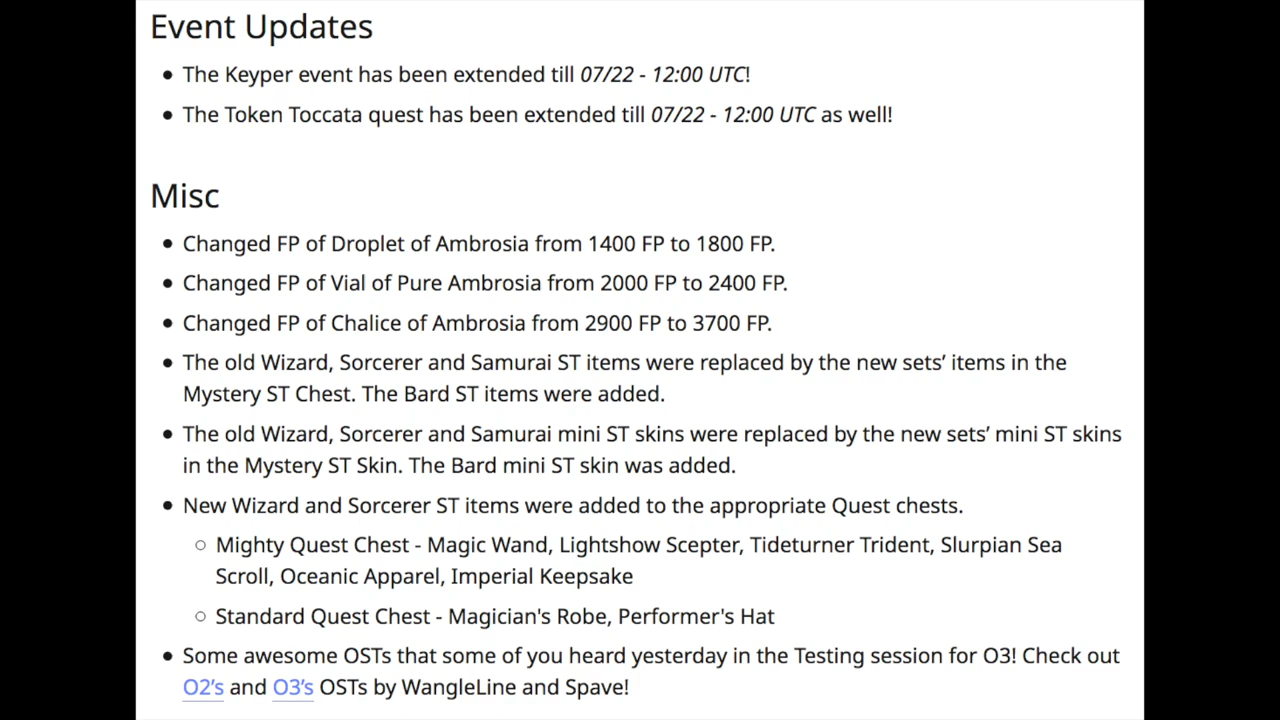 Event Updates
• The Keyper event has been extended till 07/22 - 12:00 UTC!
• The Token Toccata quest has been extended till 07/22 - 12:00 UTC as well!
Misc
• Changed FP of Droplet of Ambrosia from 1400 FP to 1800 FP.
• Changed FP of Vial of Pure Ambrosia from 2000 FP to 2400 FP.
• Changed FP of Chalice of Ambrosia from 2900 FP to 3700 FP.
• The old Wizard, Sorcerer and Samurai ST items were replaced by the new sets’ items in the
Mystery ST Chest. The Bard ST items were added.
• The old Wizard, Sorcerer and Samurai mini ST skins were replaced by the new sets’ mini ST skins
in the Mystery ST Skin. The Bard mini ST skin was added.
• New Wizard and Sorcerer ST items were added to the appropriate Quest chests.
○ Mighty Quest Chest - Magic Wand, Lightshow Scepter, Tideturner Trident, Slurpian Sea
Scroll, Oceanic Apparel, Imperial Keepsake
○ Standard Quest Chest - Magician's Robe, Performer's Hat
• Some awesome OSTs that some of you heard yesterday in the Testing session for O3! Check out
O2’s and O3’s OSTs by WangleLine and Spave!